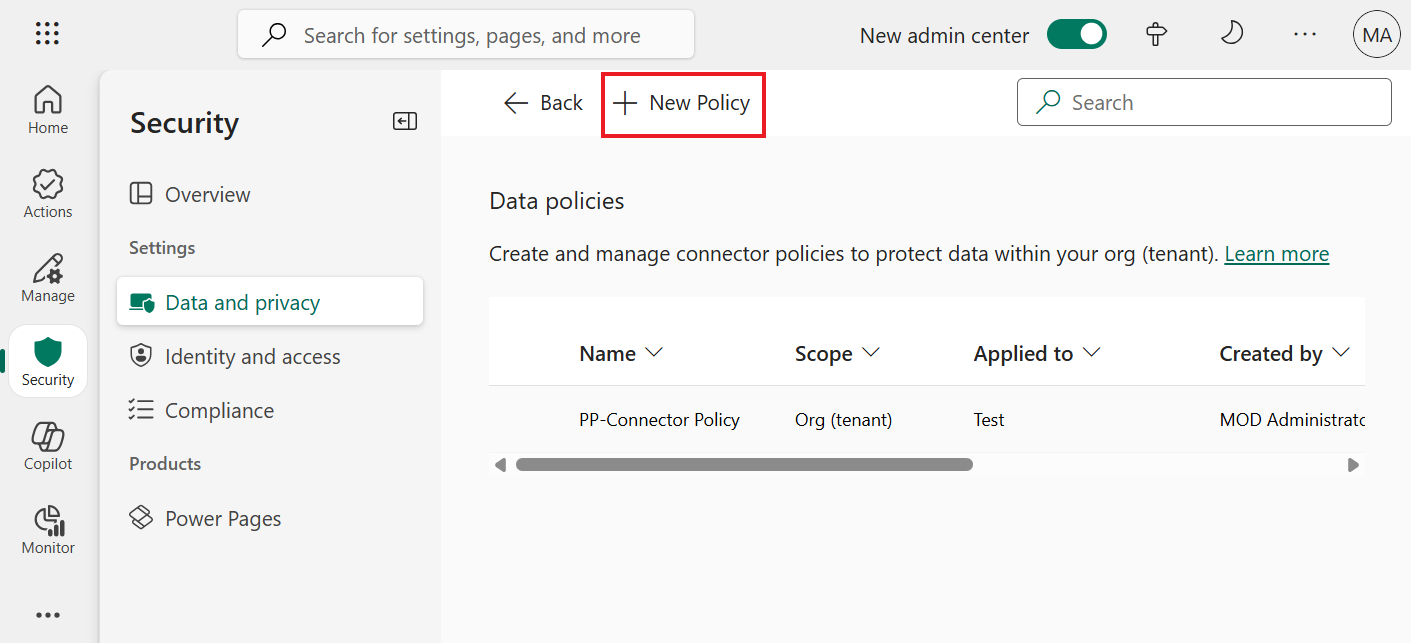 Search for settings, pages, and more
New admin center
MA
Home
Actions
Manage
Security
Copilot
Monitor
Security
Overview
Settings
Data and privacy
Identity and access
Compliance
Products
Power Pages
Back
New Policy
Search
Data policies
Create and manage connector policies to protect data within your org (tenant). Learn more
Name Scope Applied to Created by
PP-Connector Policy Org (tenant) Test MOD Administrato